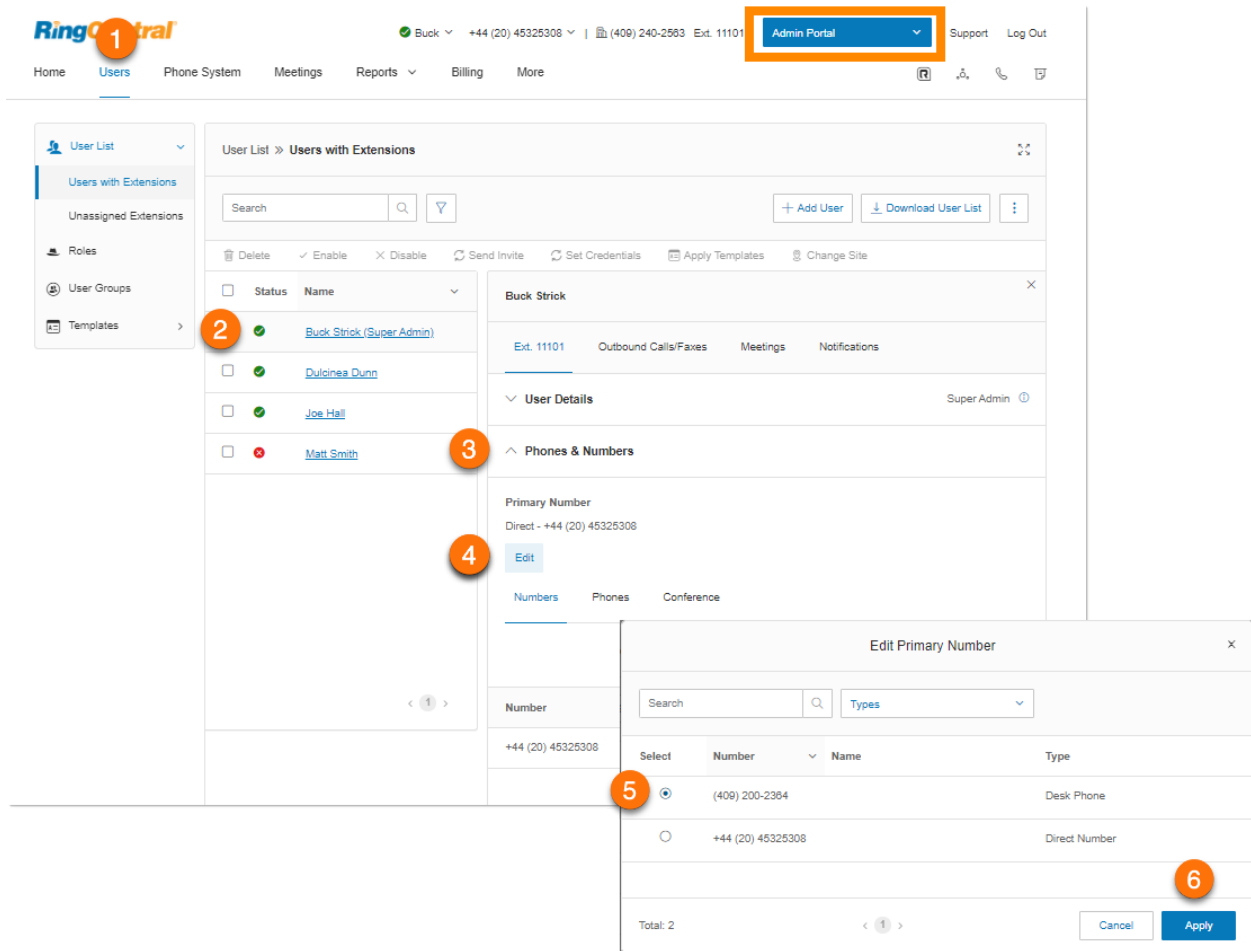 RingCentral
1
Buck +44 (20) 45325308 | (409) 240-2563 Ext. 11101 Admin Portal Support Log Out
Home Users Phone System Meetings Reports Billing More
User List
Users with Extensions
Unassigned Extensions
Roles
User Groups
Templates
User List » Users with Extensions
Search
+ Add User Download User List
Delete Enable Disable Send Invite Set Credentials Apply Templates Change Site
Status Name
2 Buck Strick (Super Admin)
Dulcinea Dunn
Joe Hall
Matt Smith
< 1 >
Buck Strick
Ext. 11101 Outbound Calls/Faxes Meetings Notifications
User Details Super Admin
3 Phones & Numbers
Primary Number
Direct - +44 (20) 45325308
4 Edit
Numbers Phones Conference
Number
+44 (20) 45325308
Edit Primary Number
Search Types
Select Number Name Type
5 (409) 200-2364 Desk Phone
+44 (20) 45325308 Direct Number
6
Total: 2 < 1 > Cancel Apply